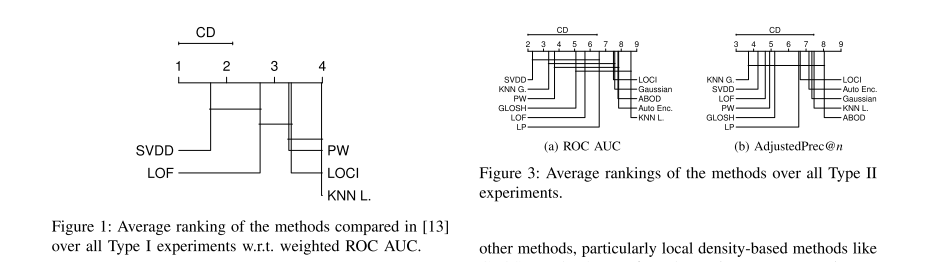 CD
1 2 3 4
SVDD
LOF
PW
LOCI
KNN L.
Figure 1: Average ranking of the methods compared in [13]
over all Type I experiments w.r.t. weighted ROC AUC.
CD
2 3 4 5 6 7 8 9
SVDD
KNN G.
PW
GLOSH
LOF
LP
LOCI
Gaussian
ABOD
Auto Enc.
KNN L.
(a) ROC AUC
CD
3 4 5 6 7 8 9
KNN G.
SVDD
LOF
PW
GLOSH
LP
LOCI
Auto Enc.
Gaussian
KNN L.
ABOD
(b) AdjustedPrec@n
Figure 3: Average rankings of the methods over all Type II
experiments.
other methods, particularly local density-based methods like